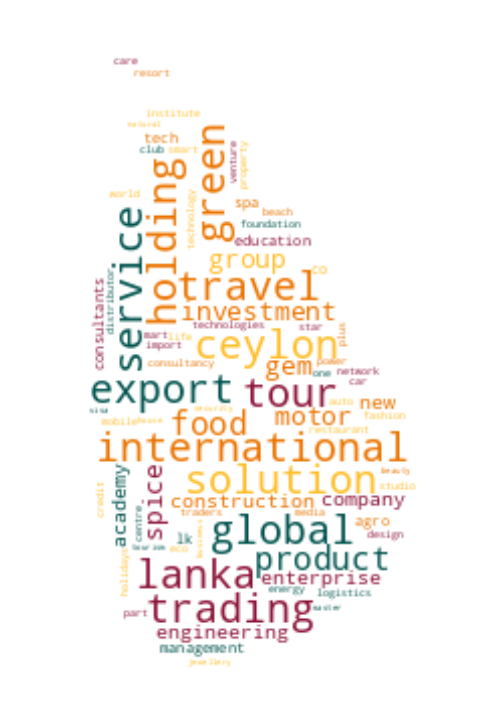 care
resort
institute
natural
tech
club smart
green
venture
property
holding
technology
world
spa
beach
foundation
education
service
group
co
distributor
consultants
travel
investment
technologies star
plus
mart life
import
ceylon
consultancy
gem power
one network
car
export tour
visa
auto new
mobile house security
food motor fashion
restaurant
international
beauty
solution studio
academy
spice
credit
construction company
traders media
centre
global agro
design
lk
tourism eco
business
product
holidays
lanka enterprise
energy logistics
part trading master
engineering
management
jewellery